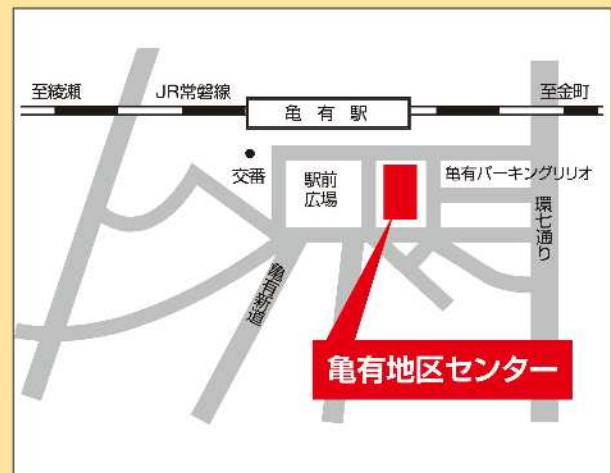 至綾瀬
JR常磐線
亀有駅
至金町
交番
駅前
広場
亀有パーキングリリオ
環七通り
亀有新道
亀有地区センター